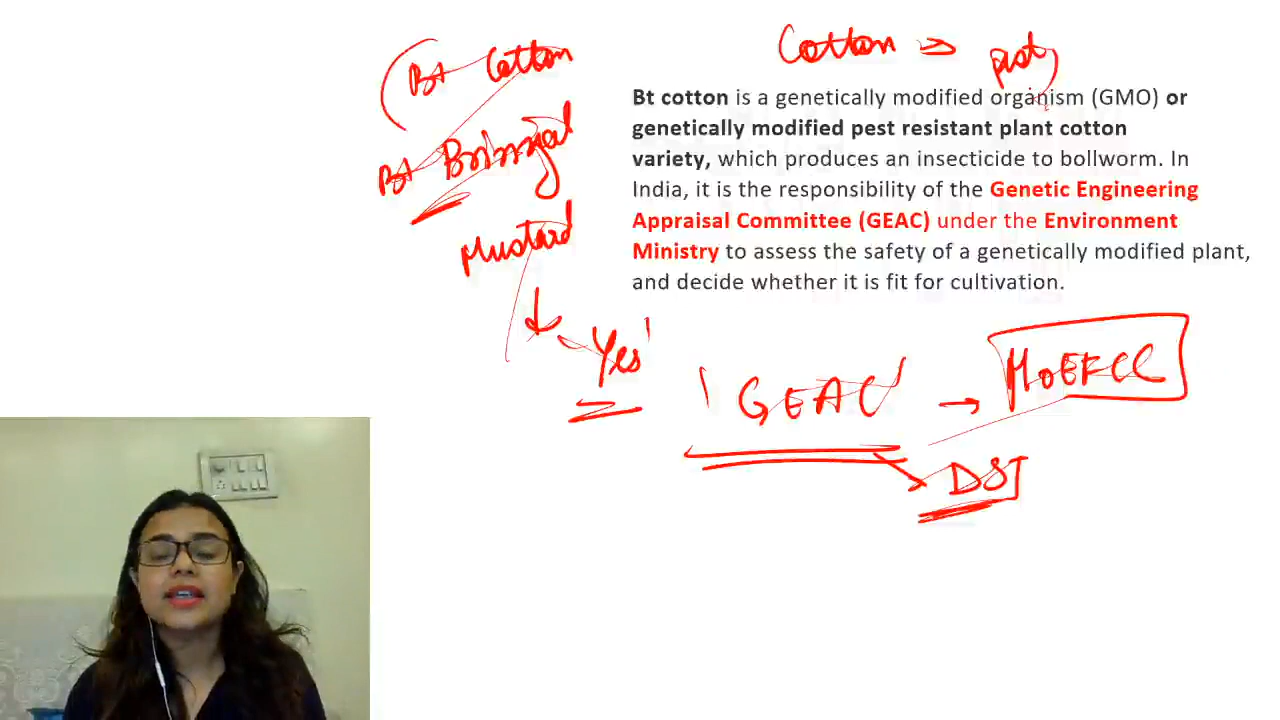 Cotton → pest
Bt Cotton
Bt Brinjal
Mustard
Bt cotton is a genetically modified organism (GMO) or
genetically modified pest resistant plant cotton
variety, which produces an insecticide to bollworm. In
India, it is the responsibility of the Genetic Engineering
Appraisal Committee (GEAC) under the Environment
Ministry to assess the safety of a genetically modified plant,
and decide whether it is fit for cultivation.
Yes'
'GEAC' → MoEFCC
DST